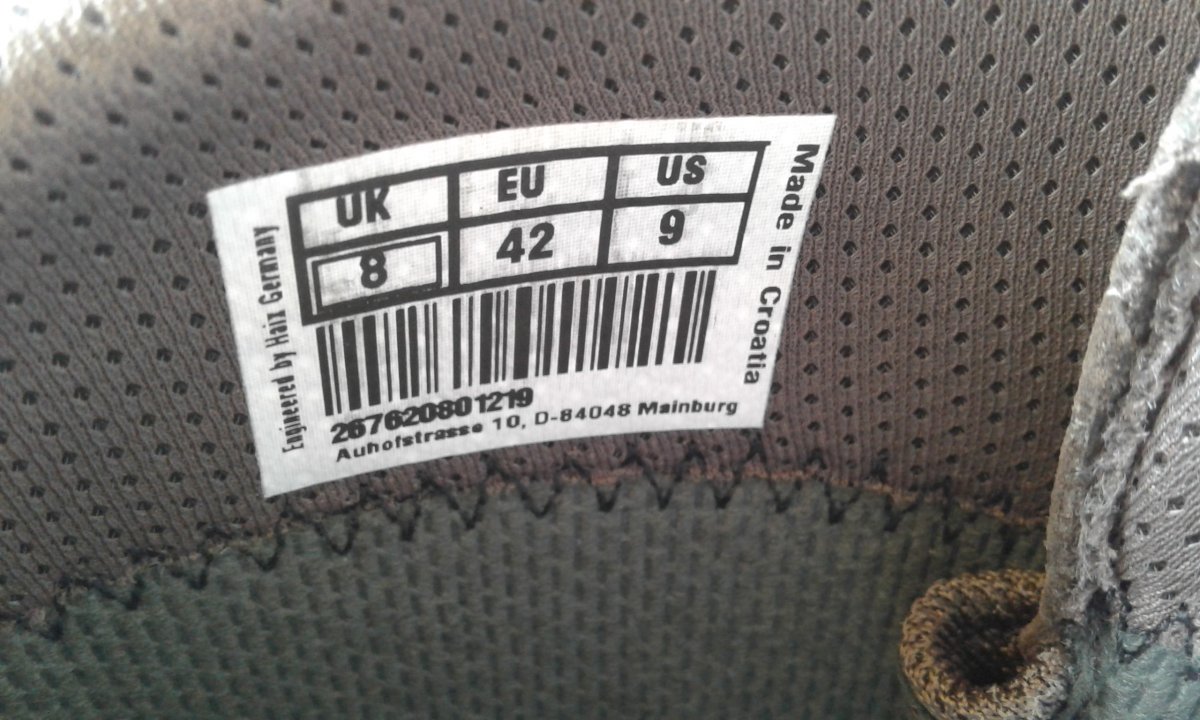 UK EU US
8 42 9
267620801219
Auhofstrasse 10, D-84048 Mainburg
Engineered by Haix Germany
Made in Croatia